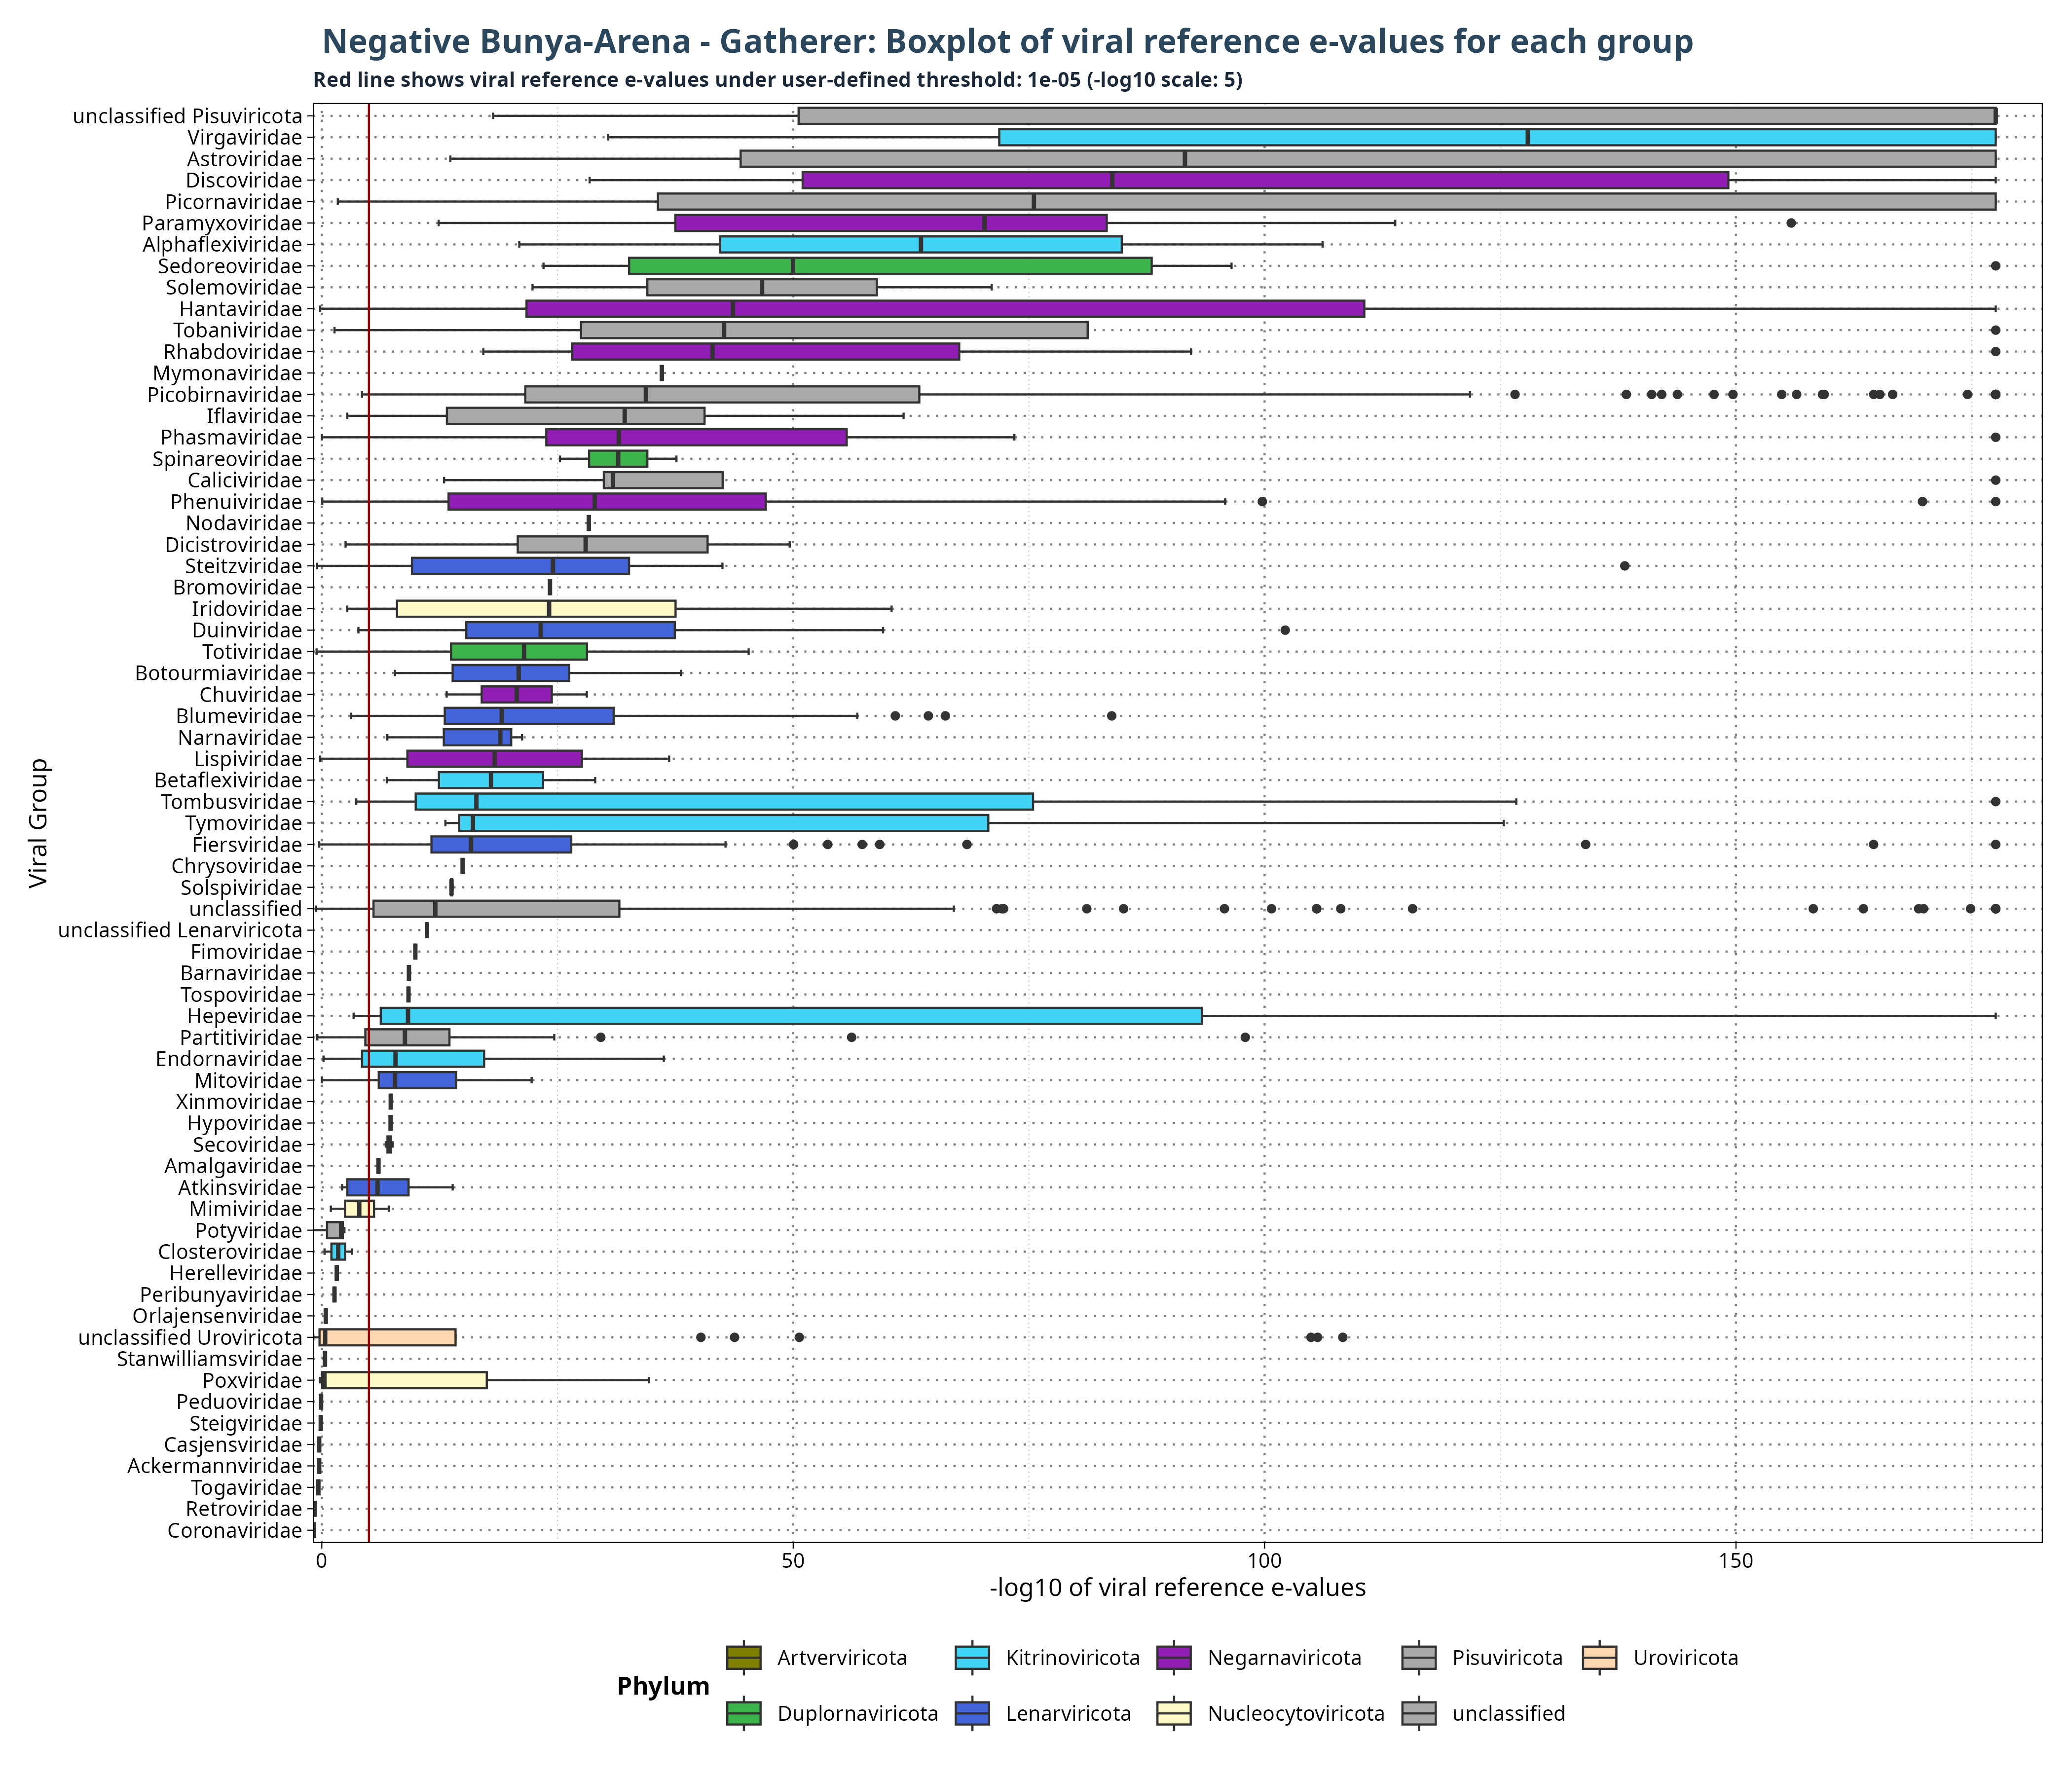 Negative Bunya-Arena - Gatherer: Boxplot of viral reference e-values for each group
Red line shows viral reference e-values under user-defined threshold: 1e-05 (-log10 scale: 5)
Viral Group
unclassified Pisuviricota
Virgaviridae
Astroviridae
Discoviridae
Picornaviridae
Paramyxoviridae
Alphaflexiviridae
Sedoreoviridae
Solemoviridae
Hantaviridae
Tobaniviridae
Rhabdoviridae
Mymonaviridae
Picobirnaviridae
Iflaviridae
Phasmaviridae
Spinareoviridae
Caliciviridae
Phenuiviridae
Nodaviridae
Dicistroviridae
Steitzviridae
Bromoviridae
Iridoviridae
Duinviridae
Totiviridae
Botourmiaviridae
Chuviridae
Blumeviridae
Narnaviridae
Lispiviridae
Betaflexiviridae
Tombusviridae
Tymoviridae
Fiersviridae
Chrysoviridae
Solspiviridae
unclassified
unclassified Lenarviricota
Fimoviridae
Barnaviridae
Tospoviridae
Hepeviridae
Partitiviridae
Endornaviridae
Mitoviridae
Xinmoviridae
Hypoviridae
Secoviridae
Amalgaviridae
Atkinsviridae
Mimiviridae
Potyviridae
Closteroviridae
Herelleviridae
Peribunyaviridae
Orlajensenviridae
unclassified Uroviricota
Stanwilliamsviridae
Poxviridae
Peduoviridae
Steigviridae
Casjensviridae
Ackermannviridae
Togaviridae
Retroviridae
Coronaviridae
0 50 100 150
-log10 of viral reference e-values
Phylum
Artverviricota Kitrinoviricota Negarnaviricota Pisuviricota Uroviricota
Duplornaviricota Lenarviricota Nucleocytoviricota unclassified